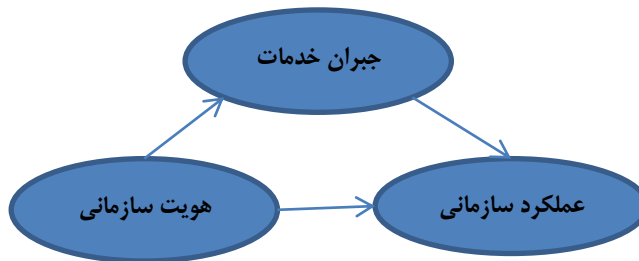 جبران خدمات
هویت سازمانی
عملکرد سازمانی